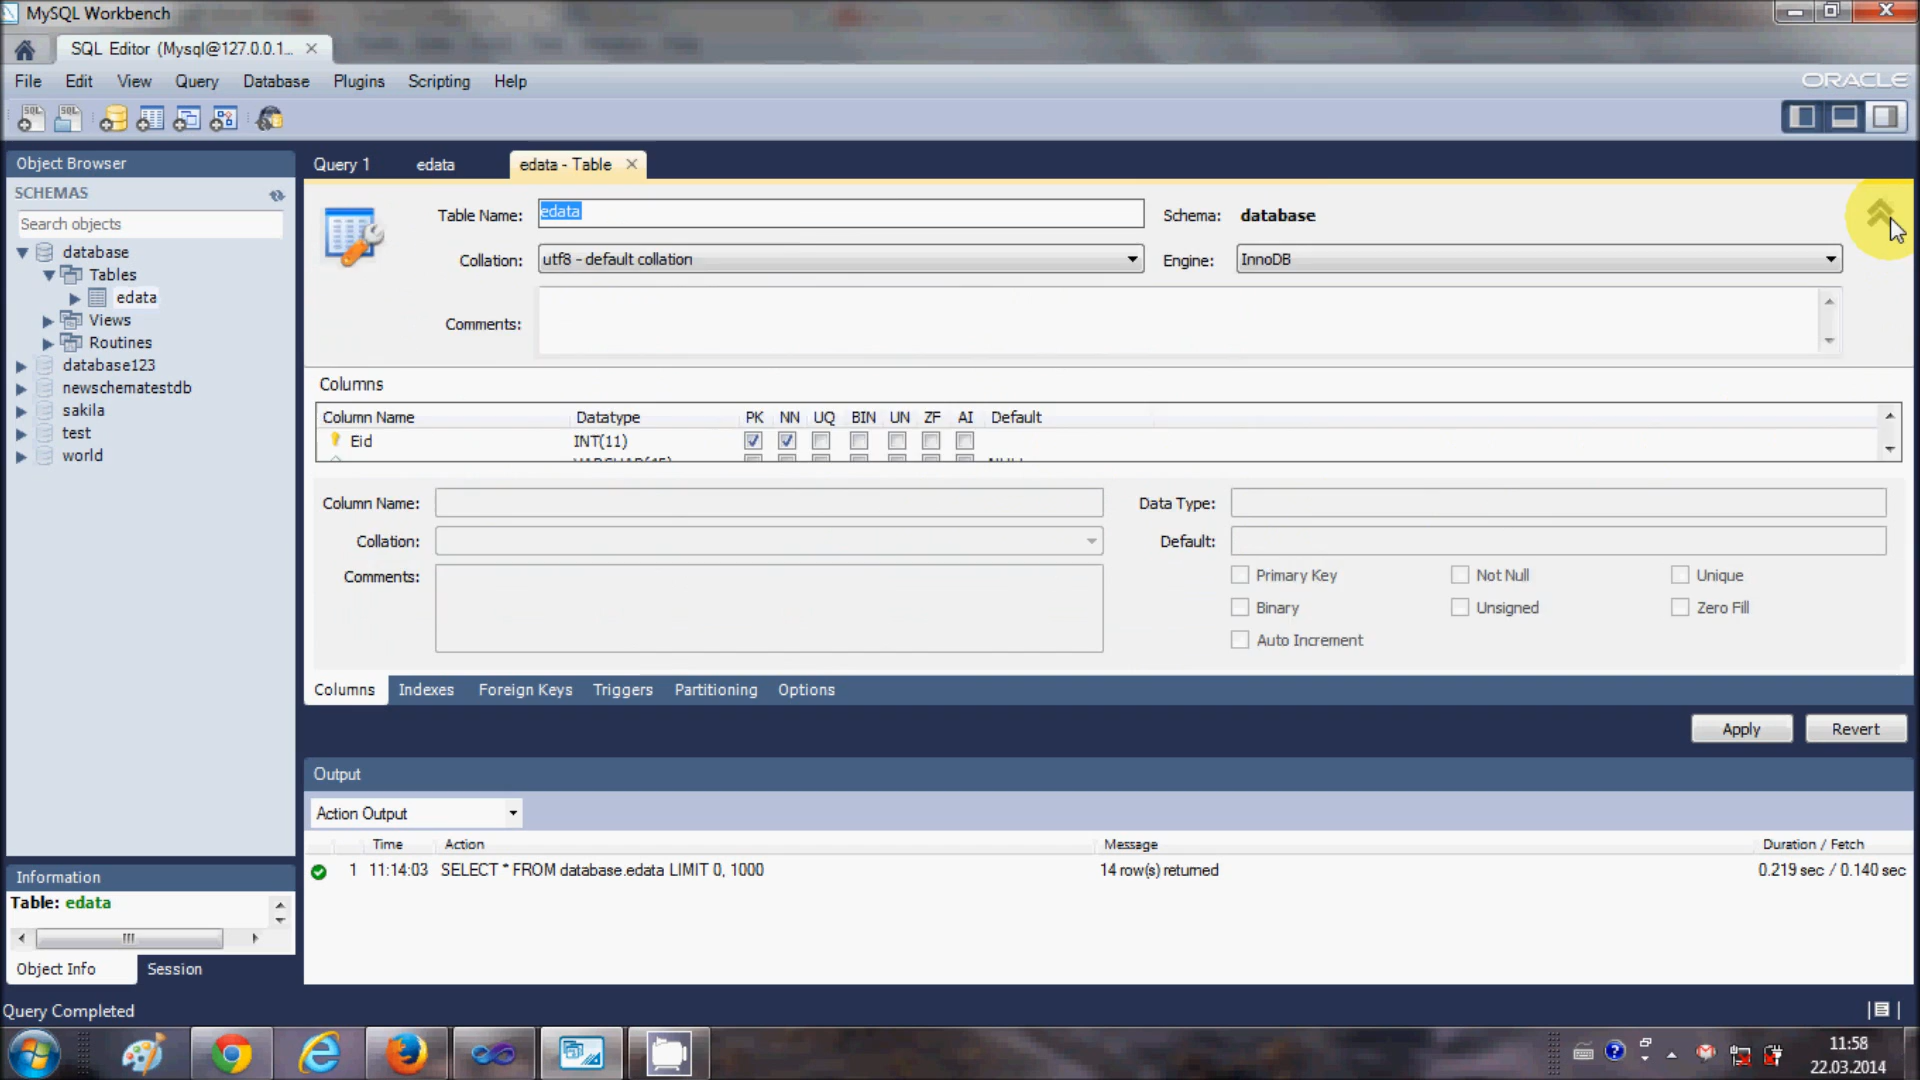 MySQL Workbench
SQL Editor (Mysql@127.0.0.1...
File Edit View Query Database Plugins Scripting Help
ORACLE
SQL SQL
Object Browser
Query 1 edata edata - Table
SCHEMAS
Search objects
database
Tables
edata
Views
Routines
database123
newschematestdb
sakila
test
world
Table Name: edata Schema: database
Collation: utf8 - default collation Engine: InnoDB
Comments:
Columns
Column Name Datatype PK NN UQ BIN UN ZF AI Default
Eid INT(11)
Column Name: Data Type:
Collation: Default:
Comments: Primary Key Not Null Unique
Binary Unsigned Zero Fill
Auto Increment
Columns Indexes Foreign Keys Triggers Partitioning Options
Apply Revert
Output
Action Output
Time Action Message Duration / Fetch
1 11:14:03 SELECT * FROM database.edata LIMIT 0, 1000 14 row(s) returned 0.219 sec / 0.140 sec
Information
Table: edata
Object Info Session
Query Completed
11:58
22.03.2014